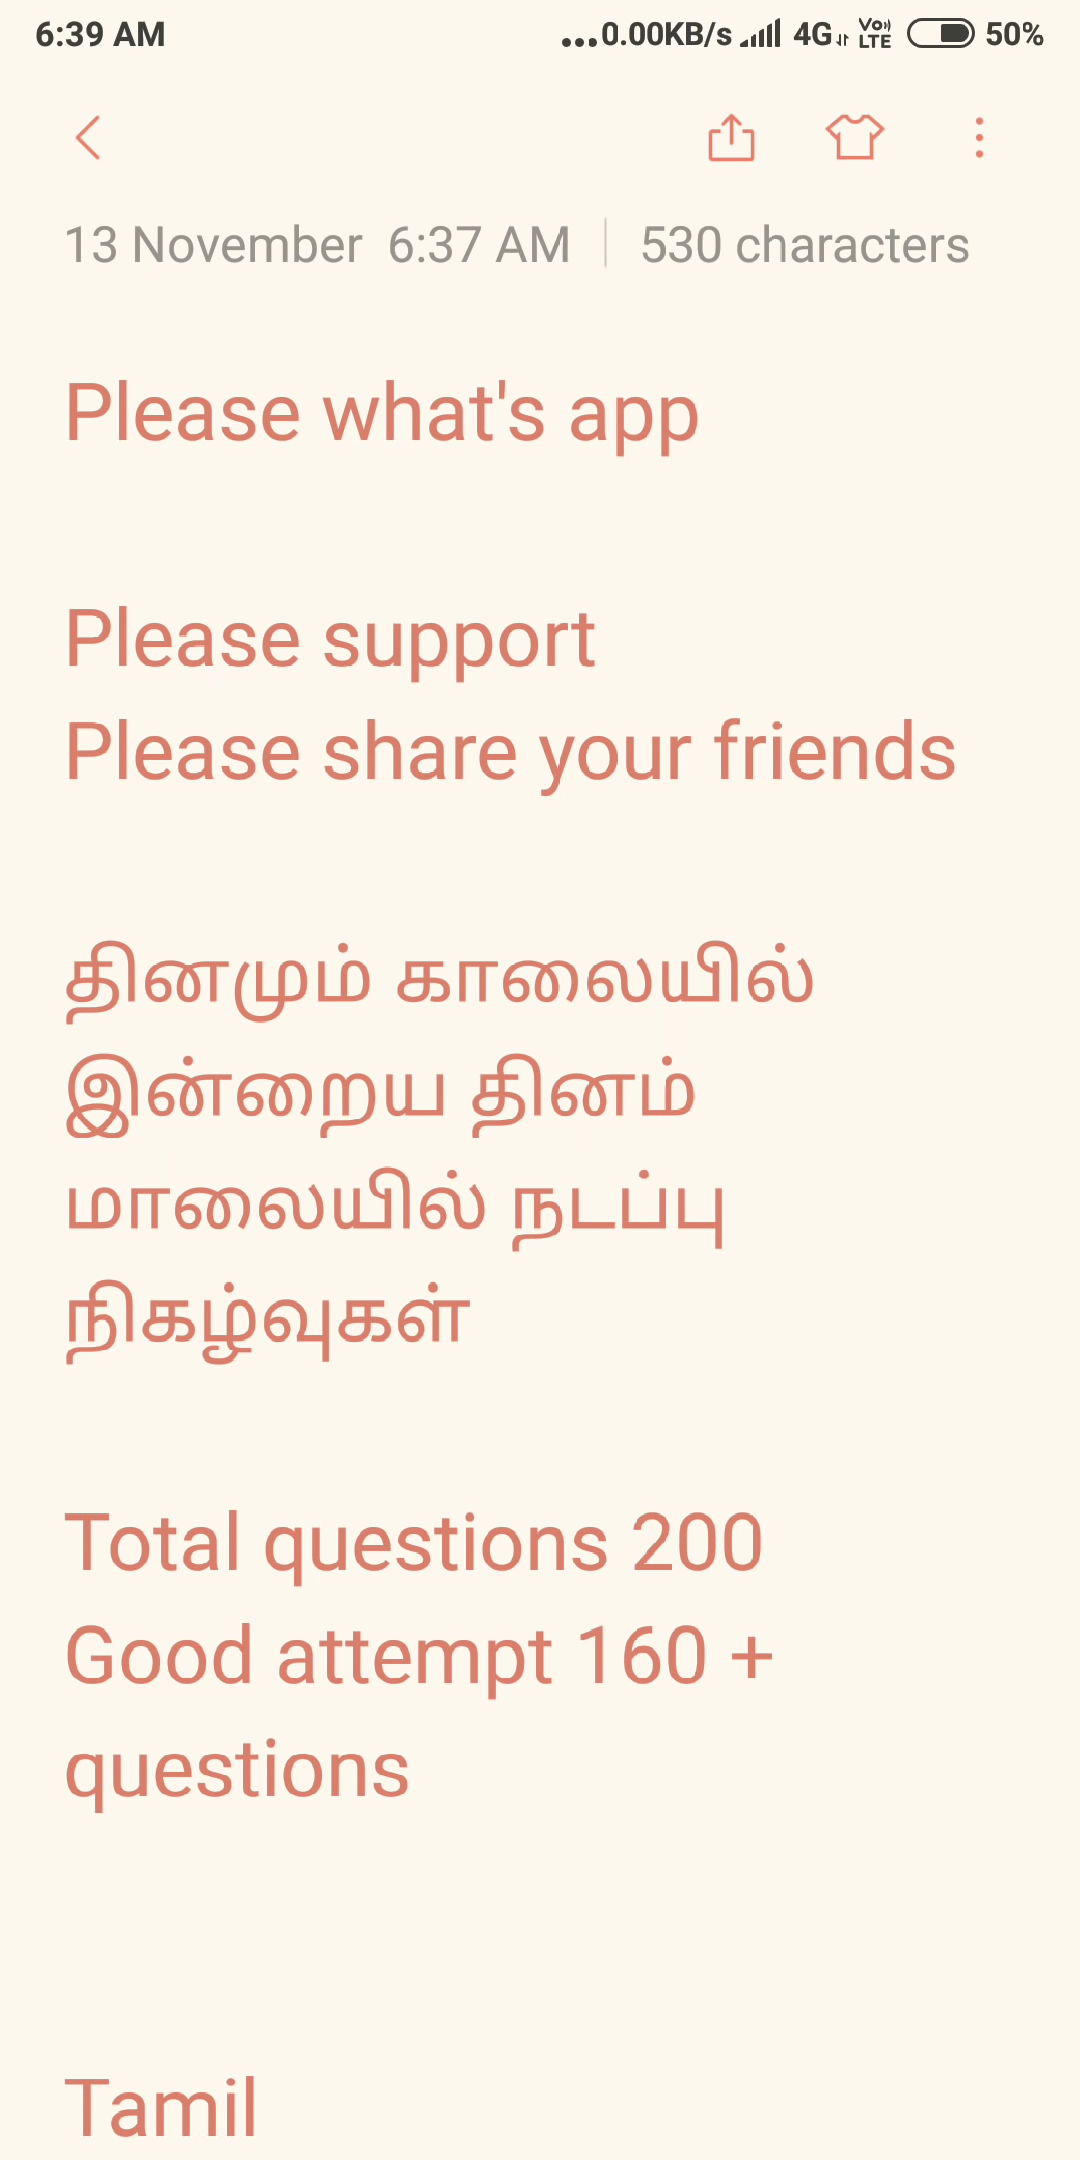 6:39 AM ...0.00KB/s 4G VoLTE 50%
13 November 6:37 AM | 530 characters
Please what's app
Please support
Please share your friends
தினமும் காலையில்
இன்றைய தினம்
மாலையில் நடப்பு
நிகழ்வுகள்
Total questions 200
Good attempt 160 +
questions
Tamil